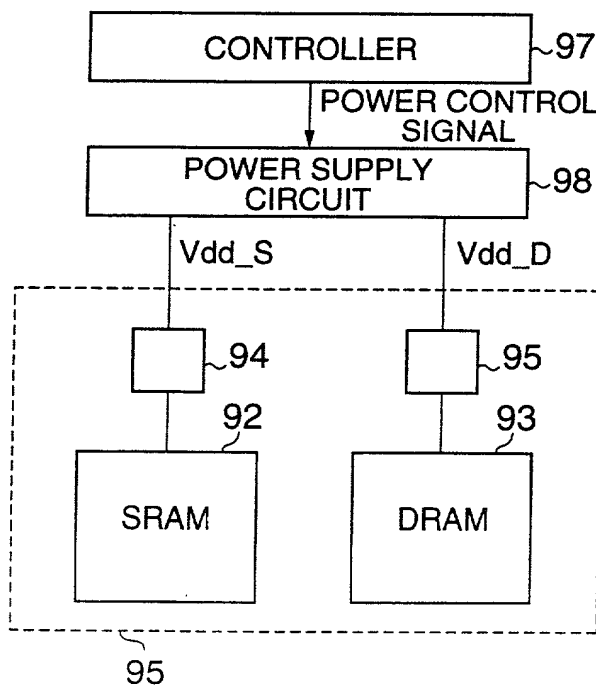 CONTROLLER
97
POWER CONTROL
SIGNAL
POWER SUPPLY
CIRCUIT
98
Vdd_S
Vdd_D
94
95
92
93
SRAM
DRAM
95